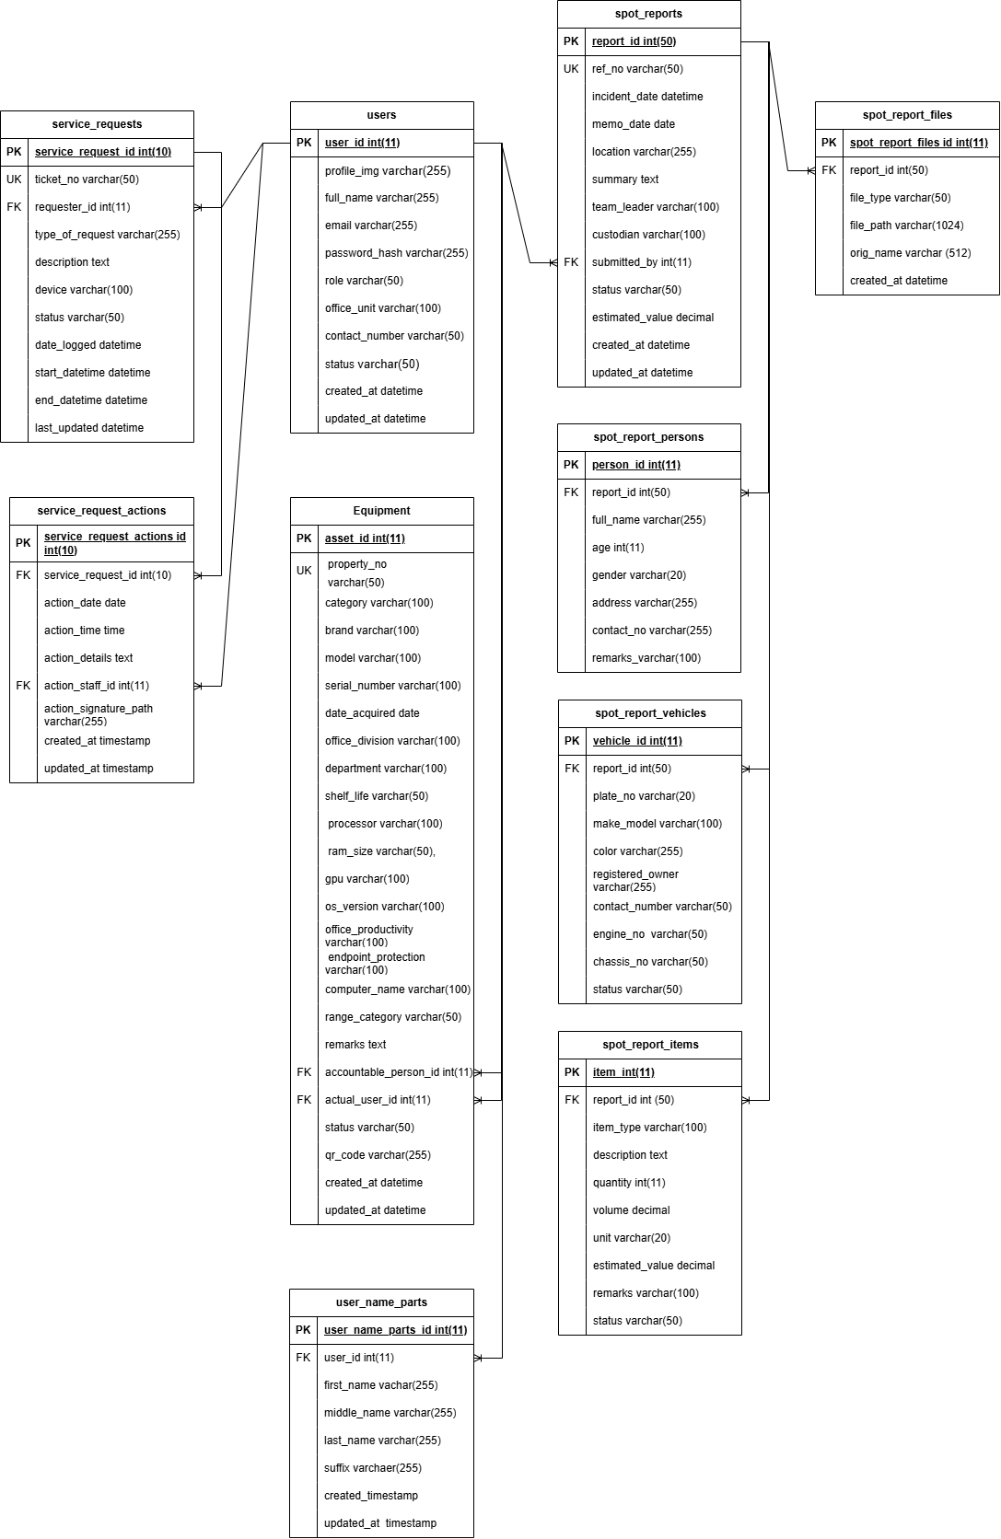 service_requests
PK service_request_id int(10)
UK ticket_no varchar(50)
FK requester_id int(11)
type_of_request varchar(255)
description text
device varchar(100)
status varchar(50)
date_logged datetime
start_datetime datetime
end_datetime datetime
last_updated datetime
service_request_actions
PK service_request_actions id
int(10)
FK service_request_id int(10)
action_date date
action_time time
action_details text
FK action_staff_id int(11)
action_signature_path
varchar(255)
created_at timestamp
updated_at timestamp
users
PK user_id int(11)
profile_img varchar(255)
full_name varchar(255)
email varchar(255)
password_hash varchar(255)
role varchar(50)
office_unit varchar(100)
contact_number varchar(50)
status varchar(50)
created_at datetime
updated_at datetime
Equipment
PK asset_id int(11)
UK property_no
varchar(50)
category varchar(100)
brand varchar(100)
model varchar(100)
serial_number varchar(100)
date_acquired date
office_division varchar(100)
department varchar(100)
shelf_life varchar(50)
processor varchar(100)
ram_size varchar(50),
gpu varchar(100)
os_version varchar(100)
office_productivity
varchar(100)
endpoint_protection
varchar(100)
computer_name varchar(100)
range_category varchar(50)
remarks text
FK accountable_person_id int(11)
FK actual_user_id int(11)
status varchar(50)
qr_code varchar(255)
created_at datetime
updated_at datetime
user_name_parts
PK user_name_parts_id int(11)
FK user_id int(11)
first_name vachar(255)
middle_name varchar(255)
last_name varchar(255)
suffix varchaer(255)
created_timestamp
updated_at timestamp
spot_reports
PK report_id int(50)
UK ref_no varchar(50)
incident_date datetime
memo_date date
location varchar(255)
summary text
team_leader varchar(100)
custodian varchar(100)
FK submitted_by int(11)
status varchar(50)
estimated_value decimal
created_at datetime
updated_at datetime
spot_report_persons
PK person_id int(11)
FK report_id int(50)
full_name varchar(255)
age int(11)
gender varchar(20)
address varchar(255)
contact_no varchar(255)
remarks_varchar(100)
spot_report_vehicles
PK vehicle_id int(11)
FK report_id int(50)
plate_no varchar(20)
make_model varchar(100)
color varchar(255)
registered_owner
varchar(255)
contact_number varchar(50)
engine_no varchar(50)
chassis_no varchar(50)
status varchar(50)
spot_report_items
PK item_int(11)
FK report_id int (50)
item_type varchar(100)
description text
quantity int(11)
volume decimal
unit varchar(20)
estimated_value decimal
remarks varchar(100)
status varchar(50)
spot_report_files
PK spot_report_files id int(11)
FK report_id int(50)
file_type varchar(50)
file_path varchar(1024)
orig_name varchar (512)
created_at datetime